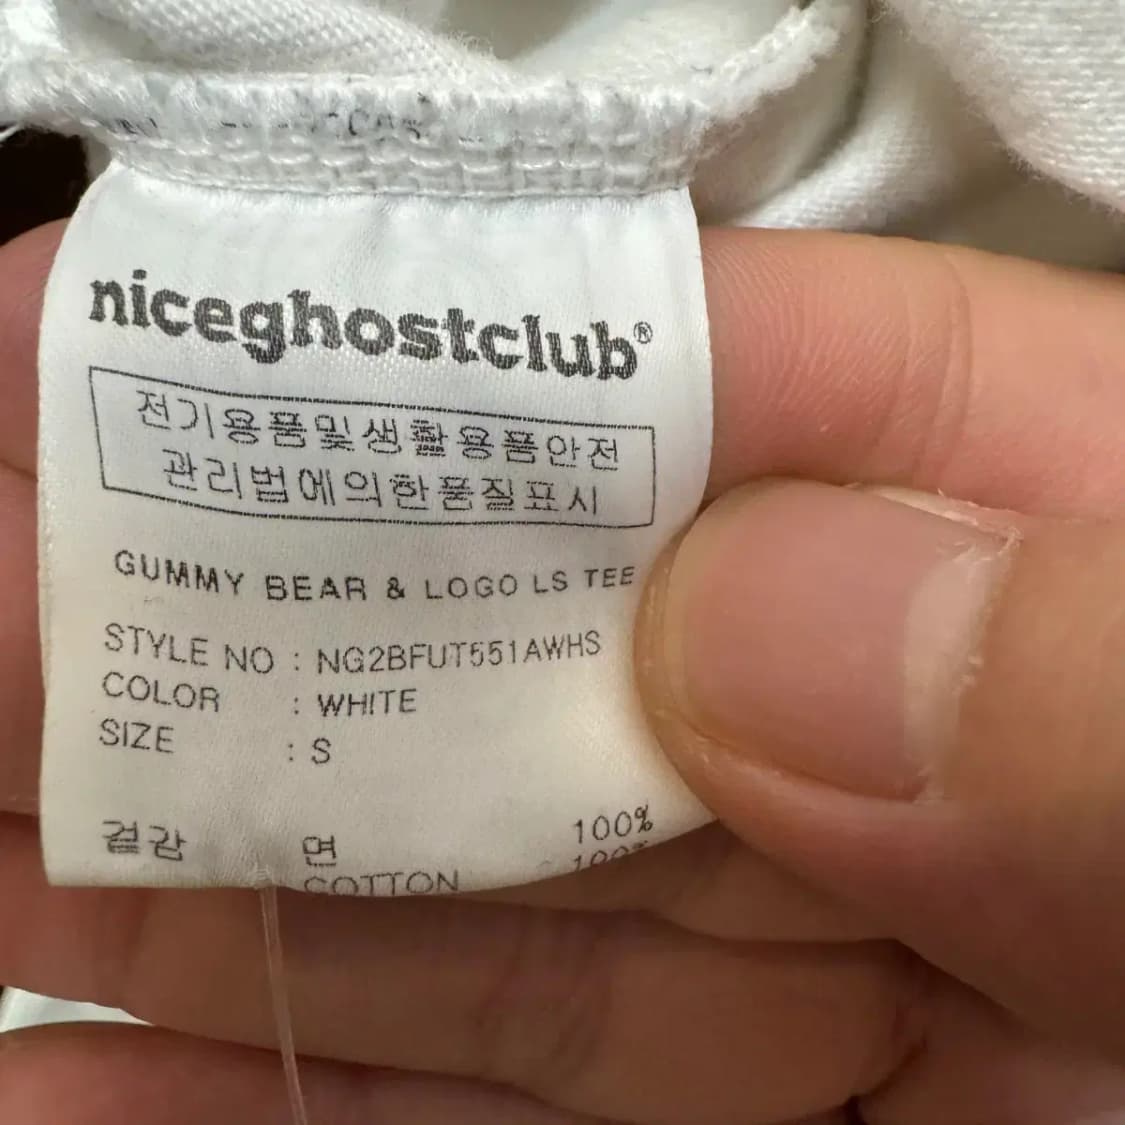 niceghostclub®
전기용품및생활용품안전
관리법에의한품질표시
GUMMY BEAR & LOGO LS TEE
STYLE NO : NG2BFUT551AWHS
COLOR : WHITE
SIZE : S
겉감 면 100%
COTTON 100%